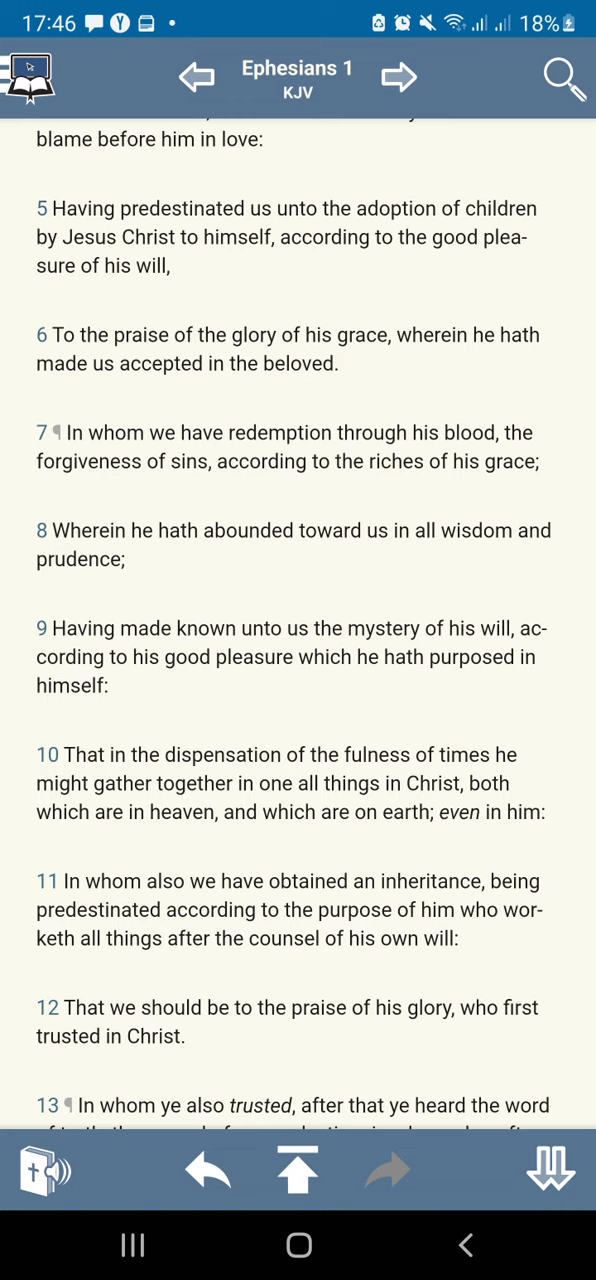 17:46
18%
Ephesians 1
KJV
blame before him in love:
5 Having predestinated us unto the adoption of children
by Jesus Christ to himself, according to the good plea-
sure of his will,
6 To the praise of the glory of his grace, wherein he hath
made us accepted in the beloved.
7 ¶ In whom we have redemption through his blood, the
forgiveness of sins, according to the riches of his grace;
8 Wherein he hath abounded toward us in all wisdom and
prudence;
9 Having made known unto us the mystery of his will, ac-
cording to his good pleasure which he hath purposed in
himself:
10 That in the dispensation of the fulness of times he
might gather together in one all things in Christ, both
which are in heaven, and which are on earth; even in him:
11 In whom also we have obtained an inheritance, being
predestinated according to the purpose of him who wor-
keth all things after the counsel of his own will:
12 That we should be to the praise of his glory, who first
trusted in Christ.
13 ¶ In whom ye also trusted, after that ye heard the word